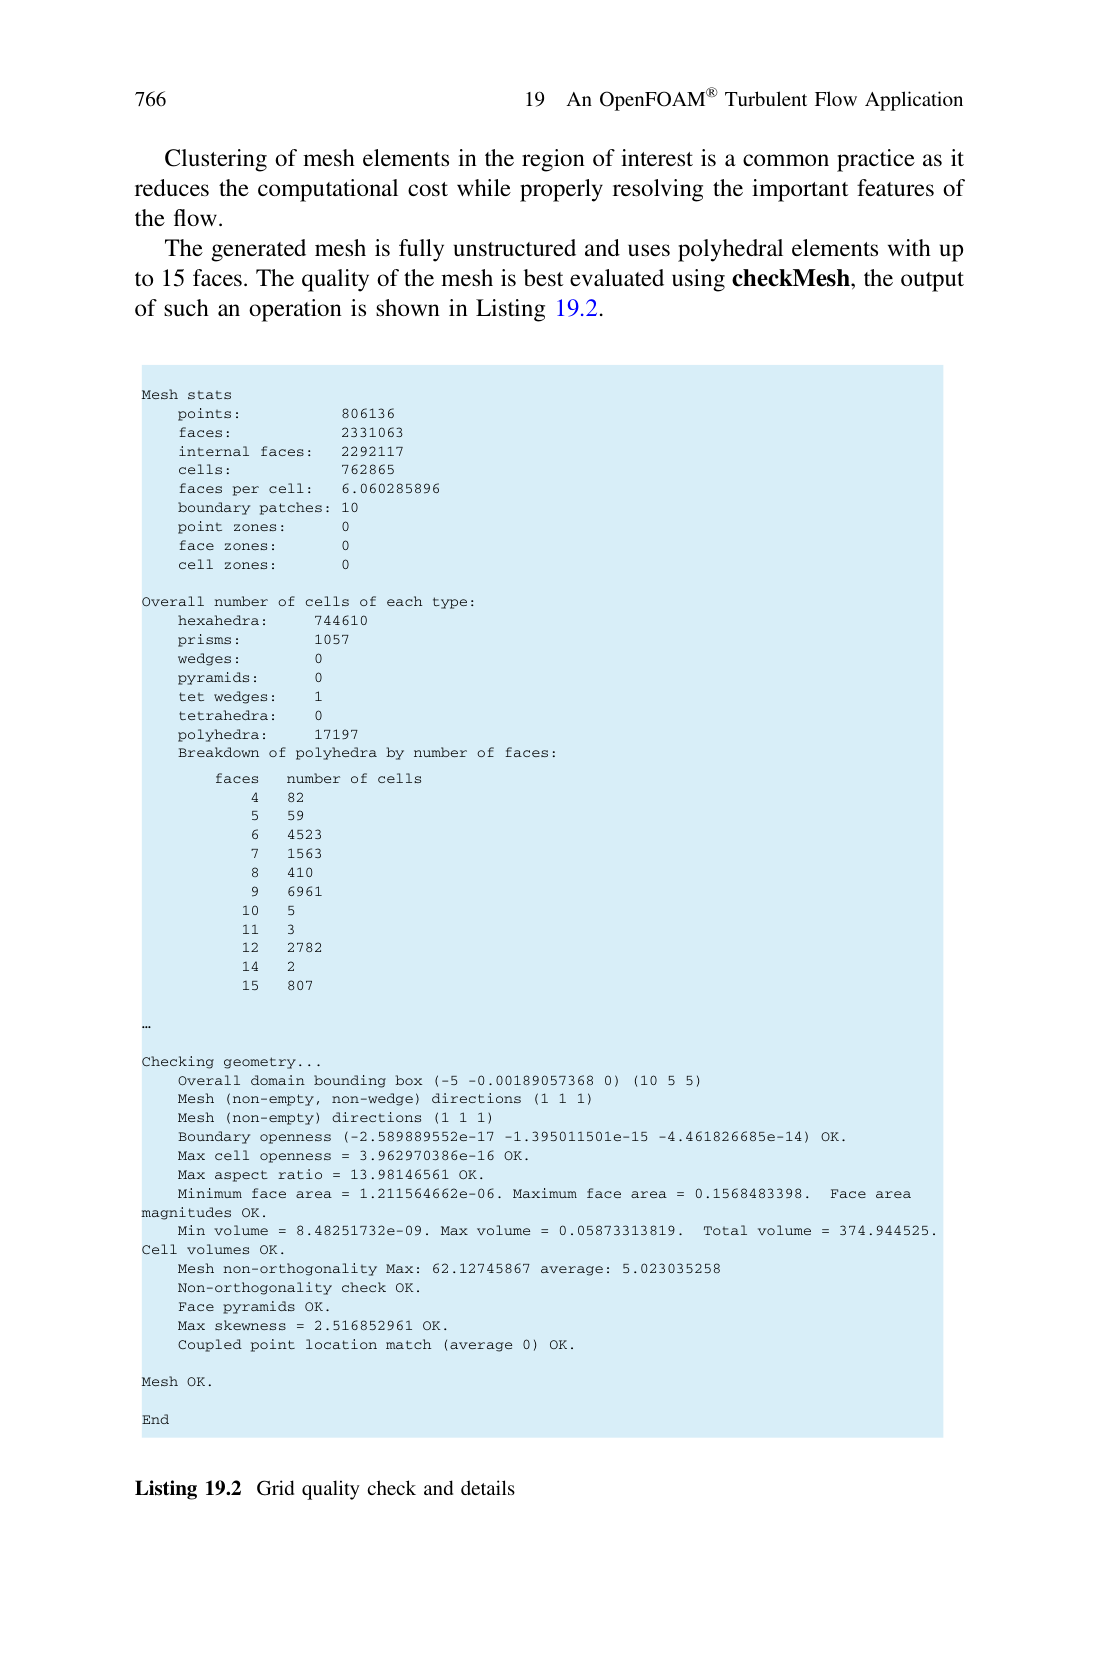 766 19 An OpenFOAM® Turbulent Flow Application
Clustering of mesh elements in the region of interest is a common practice as it
reduces the computational cost while properly resolving the important features of
the flow.
The generated mesh is fully unstructured and uses polyhedral elements with up
to 15 faces. The quality of the mesh is best evaluated using checkMesh, the output
of such an operation is shown in Listing 19.2.
Mesh stats
    points:           806136
    faces:            2331063
    internal faces:   2292117
    cells:            762865
    faces per cell:   6.060285896
    boundary patches: 10
    point zones:      0
    face zones:       0
    cell zones:       0
Overall number of cells of each type:
    hexahedra:     744610
    prisms:        1057
    wedges:        0
    pyramids:      0
    tet wedges:    1
    tetrahedra:    0
    polyhedra:     17197
    Breakdown of polyhedra by number of faces:
        faces   number of cells
            4   82
            5   59
            6   4523
            7   1563
            8   410
            9   6961
           10   5
           11   3
           12   2782
           14   2
           15   807
…
Checking geometry...
    Overall domain bounding box (-5 -0.00189057368 0) (10 5 5)
    Mesh (non-empty, non-wedge) directions (1 1 1)
    Mesh (non-empty) directions (1 1 1)
    Boundary openness (-2.589889552e-17 -1.395011501e-15 -4.461826685e-14) OK.
    Max cell openness = 3.962970386e-16 OK.
    Max aspect ratio = 13.98146561 OK.
    Minimum face area = 1.211564662e-06. Maximum face area = 0.1568483398.  Face area
magnitudes OK.
    Min volume = 8.48251732e-09. Max volume = 0.05873313819.  Total volume = 374.944525.
Cell volumes OK.
    Mesh non-orthogonality Max: 62.12745867 average: 5.023035258
    Non-orthogonality check OK.
    Face pyramids OK.
    Max skewness = 2.516852961 OK.
    Coupled point location match (average 0) OK.
Mesh OK.
End
Listing 19.2 Grid quality check and details